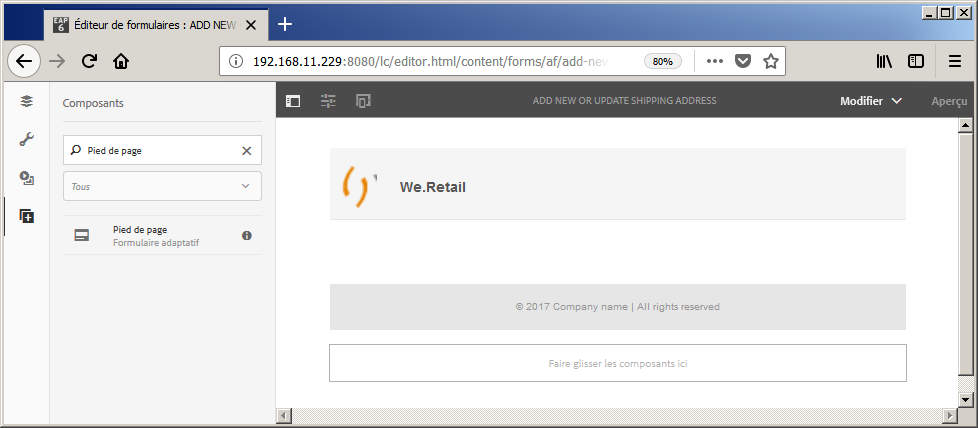 EAP
6
Éditeur de formulaires : ADD NEW
192.168.11.229:8080/lc/editor.html/content/forms/af/add-new
80%
Composants
Pied de page
Tous
Pied de page
Formulaire adaptatif
ADD NEW OR UPDATE SHIPPING ADDRESS
Modifier
Aperçu
We.Retail
© 2017 Company name | All rights reserved
Faire glisser les composants ici